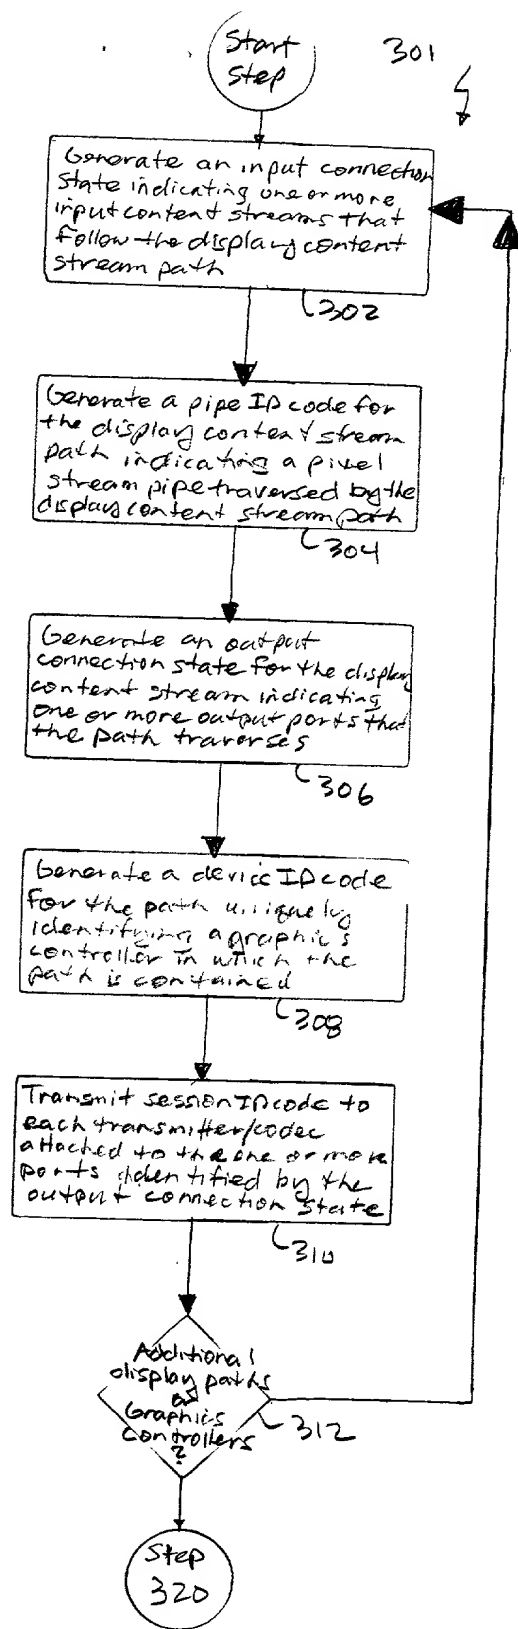 Start
Step
301
Generate an input connection
state indicating one or more
input content streams that
follow the display content
stream path
302
Generate a pipe ID code for
the display content stream
path indicating a pixel
stream pipe traversed by the
display content stream path
304
Generate an output
connection state for the display
content stream indicating
one or more output ports that
the path traverses
306
Generate a device ID code
for the path uniquely
identifying a graphics
controller in which the
path is contained
308
Transmit session ID code to
each transmitter/codec
attached to the one or more
ports identified by the
output connection state
310
Additional
display paths
or
Graphics
Controllers
?
312
Step
320